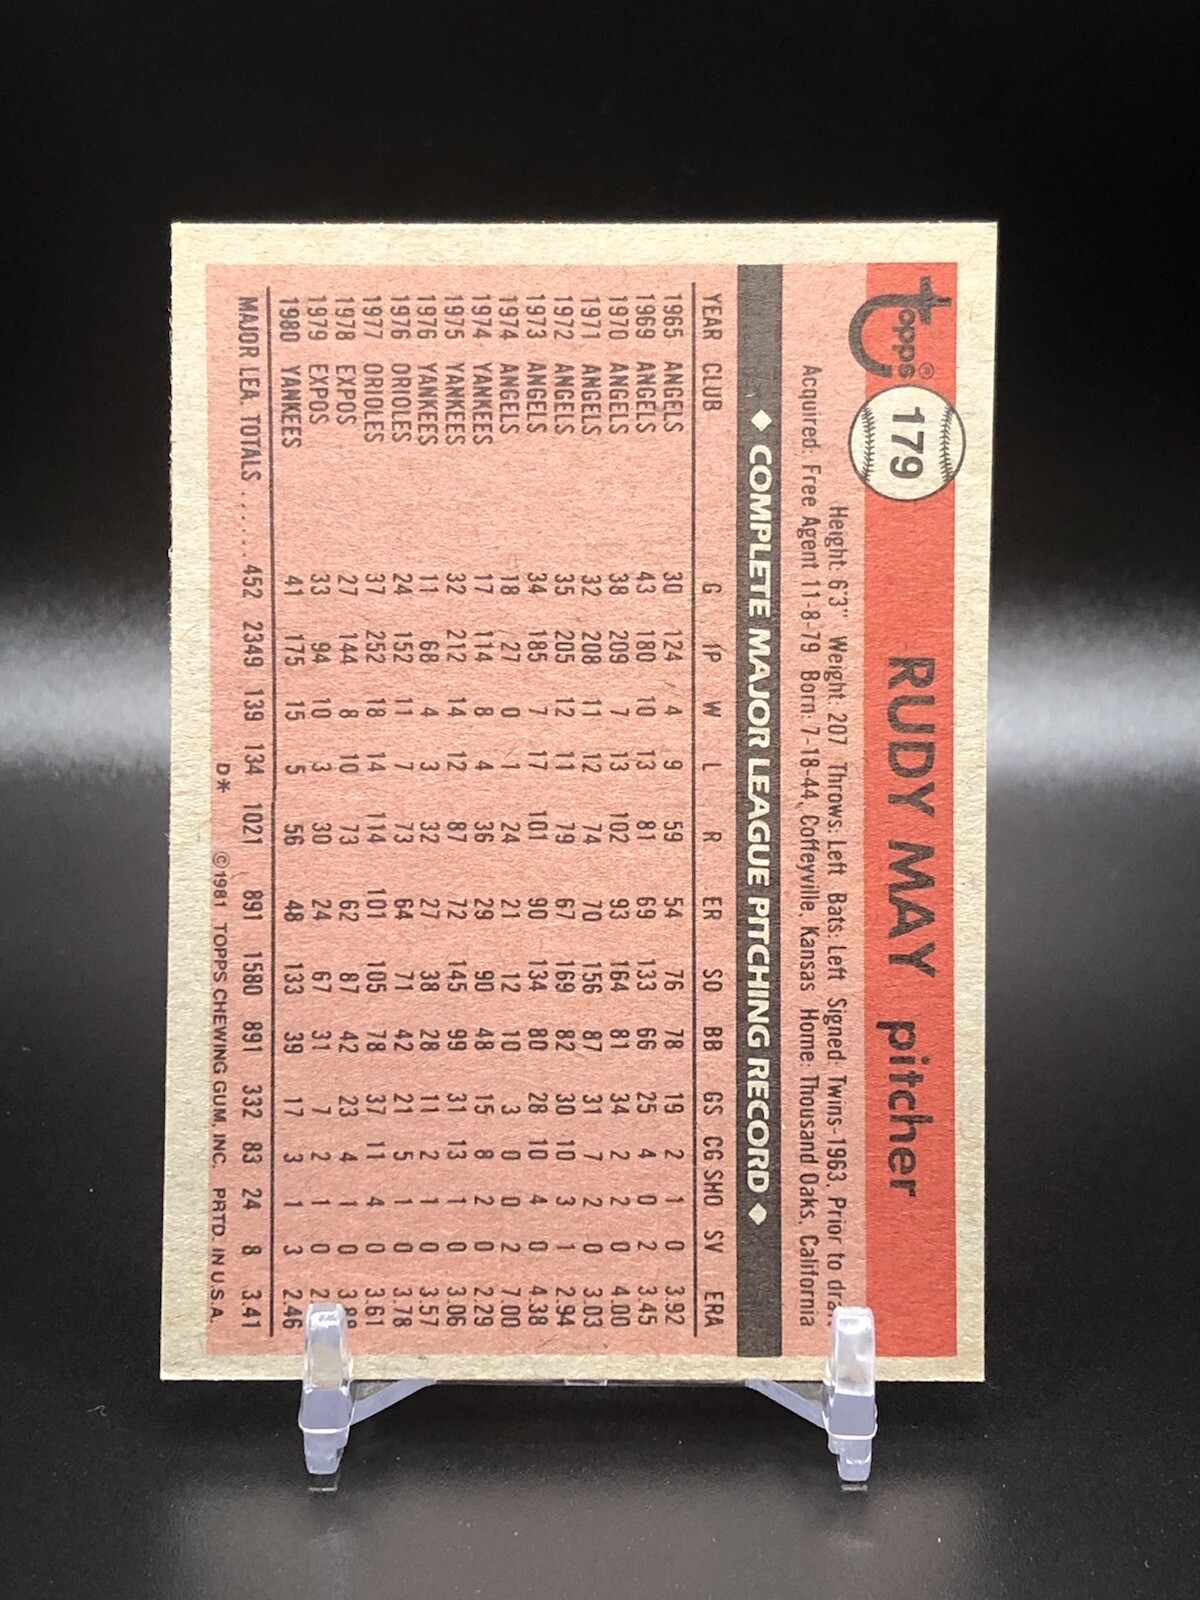 Topps® 179 RUDY MAY pitcher
Height: 6'3" Weight: 207 Throws: Left Bats: Left Signed: Twins-1963, Prior to
Acquired: Free Agent 11-8-79 Born: 7-18-44, Coffeyville, Kansas Home: Thousand Oaks, California
◆ COMPLETE MAJOR LEAGUE PITCHING RECORD ◆
YEAR CLUB G IP W L R ER SO BB GS CG SHO SV ERA
1965 ANGELS 30 124 4 9 59 54 76 78 19 2 1 0 3.92
1969 ANGELS 43 180 10 13 81 69 133 66 25 4 0 2 3.45
1970 ANGELS 38 209 7 13 102 93 164 81 34 2 2 0 4.00
1971 ANGELS 32 208 11 12 74 70 156 87 31 7 2 0 3.03
1972 ANGELS 35 205 12 11 79 67 169 82 30 10 3 1 2.94
1973 ANGELS 34 185 7 17 101 90 134 80 28 10 4 0 4.38
1974 ANGELS 18 27 0 1 24 21 12 10 3 0 0 2 7.00
1974 YANKEES 17 114 8 4 36 29 90 48 15 8 2 0 2.29
1975 YANKEES 32 212 14 12 87 72 145 99 31 13 1 0 3.06
1976 YANKEES 11 68 4 3 32 27 38 28 11 2 1 0 3.57
1976 ORIOLES 24 152 11 7 73 64 71 42 21 5 1 0 3.78
1977 ORIOLES 37 252 18 14 114 101 105 78 37 11 4 0 3.61
1978 EXPOS 27 144 8 10 73 62 87 42 23 4 1 0
1979 EXPOS 33 94 10 3 30 24 67 31 7 2 1 0
1980 YANKEES 41 175 15 5 56 48 133 39 17 3 1 3 2.46
MAJOR LEA. TOTALS ....... 452 2349 139 134 1021 891 1580 891 332 83 24 8 3.41
D* ©1981 TOPPS CHEWING GUM, INC. PRTD. IN U.S.A.